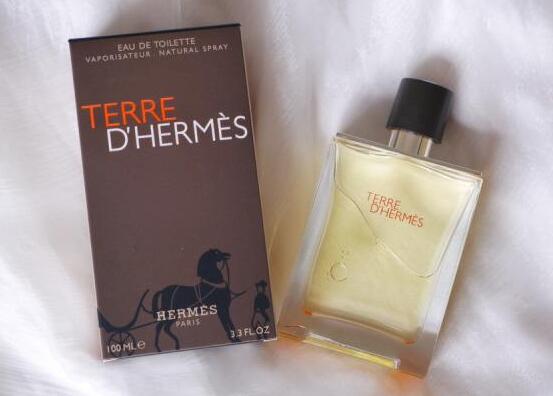 EAU DE TOILETTE
VAPORISATEUR . NATURAL SPRAY
TERRE
D'HERMÈS
HERMÈS
PARIS
100 ML e
3.3 FL.OZ
TERRE
D'HERMÈS